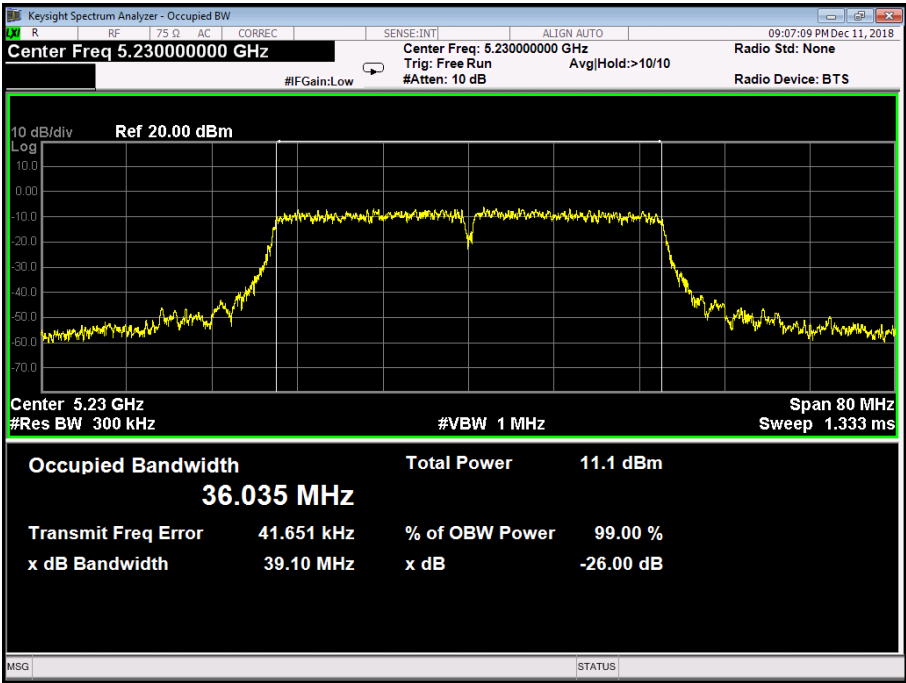 Keysight Spectrum Analyzer - Occupied BW
LXI R RF 75 Ω AC CORREC SENSE:INT ALIGN AUTO 09:07:09 PM Dec 11, 2018
Center Freq 5.230000000 GHz
Center Freq: 5.230000000 GHz
Radio Std: None
Trig: Free Run Avg|Hold:>10/10
#IFGain:Low #Atten: 10 dB Radio Device: BTS
10 dB/div Ref 20.00 dBm
Log
10.0
0.00
-10.0
-20.0
-30.0
-40.0
-50.0
-60.0
-70.0
Center 5.23 GHz Span 80 MHz
#Res BW 300 kHz #VBW 1 MHz Sweep 1.333 ms
Occupied Bandwidth Total Power 11.1 dBm
36.035 MHz
Transmit Freq Error 41.651 kHz % of OBW Power 99.00 %
x dB Bandwidth 39.10 MHz x dB -26.00 dB
MSG STATUS